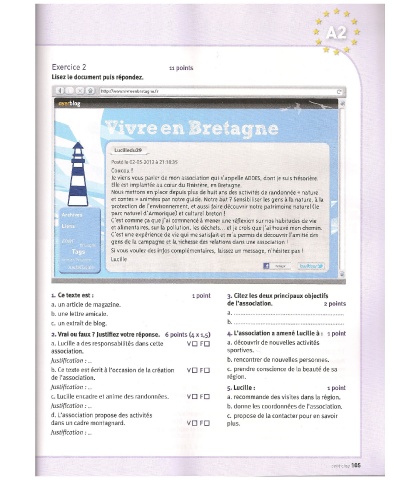 A2
Exercice 2
11 points
Lisez le document puis répondez.
http://www.vivreenbretagne.fr
overblog
Vivre en Bretagne
Lucilledu29
Posté le 02-05-2013 à 21:18:35
Coucou !
Je viens vous parler de mon association qui s'appelle ADDES, dont je suis trésorière.
Elle est implantée au cœur du Finistère, en Bretagne.
Nous mettons en place depuis plus de huit ans des activités de randonnée « nature
et contes » animées par notre guide. Notre but ? Sensibiliser les gens à la nature, à la
protection de l'environnement, et aussi faire découvrir notre patrimoine naturel (le
parc naturel d'Armorique) et culturel breton !
C'est comme ça que j'ai commencé à mener une réflexion sur nos habitudes de vie
et alimentaires, sur la pollution, les déchets... et je crois que j'ai trouvé mon chemin.
C'est une expérience de vie qui me satisfait et m'a permis de découvrir l'amitié des
gens de la campagne et la richesse des relations dans une association !
Si vous voulez des infos complémentaires, laissez un message, n'hésitez pas !
Lucille
Archives
Liens
Tags
twitter
1. Ce texte est :
1 point
a. un article de magazine.
b. une lettre amicale.
c. un extrait de blog.
2. Vrai ou faux ? Justifiez votre réponse. 6 points (4 x 1,5)
a. Lucille a des responsabilités dans cette
association.
V F
Justification : ...
b. Ce texte est écrit à l'occasion de la création
de l'association.
V F
Justification : ...
c. Lucille encadre et anime des randonnées.
V F
Justification : ...
d. L'association propose des activités
dans un cadre montagnard.
V F
Justification : ...
3. Citez les deux principaux objectifs
de l'association.
2 points
a.
b.
4. L'association a amené Lucille à :
1 point
a. découvrir de nouvelles activités
sportives.
b. rencontrer de nouvelles personnes.
c. prendre conscience de la beauté de sa
région.
5. Lucille :
1 point
a. recommande des visites dans la région.
b. donne les coordonnées de l'association.
c. propose de la contacter pour en savoir
plus.